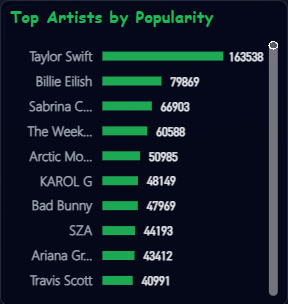 Top Artists by Popularity
Taylor Swift 163538
Billie Eilish 79869
Sabrina C... 66903
The Week... 60588
Arctic Mo... 50985
KAROL G 48149
Bad Bunny 47969
SZA 44193
Ariana Gr... 43412
Travis Scott 40991